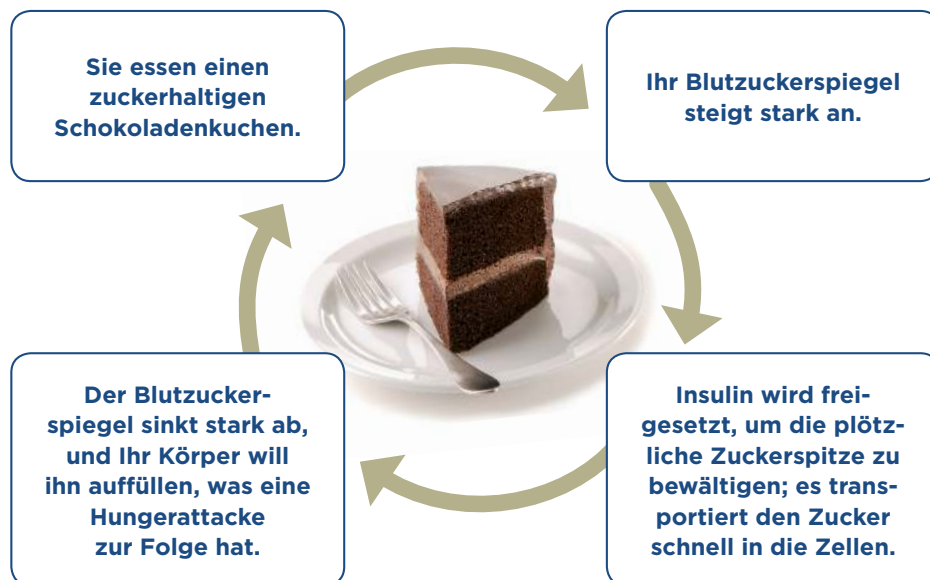 Sie essen einen
zuckerhaltigen
Schokoladenkuchen.
Ihr Blutzuckerspiegel
steigt stark an.
Insulin wird frei-
gesetzt, um die plötz-
liche Zuckerspitze zu
bewältigen; es trans-
portiert den Zucker
schnell in die Zellen.
Der Blutzucker-
spiegel sinkt stark ab,
und Ihr Körper will
ihn auffüllen, was eine
Hungerattacke
zur Folge hat.